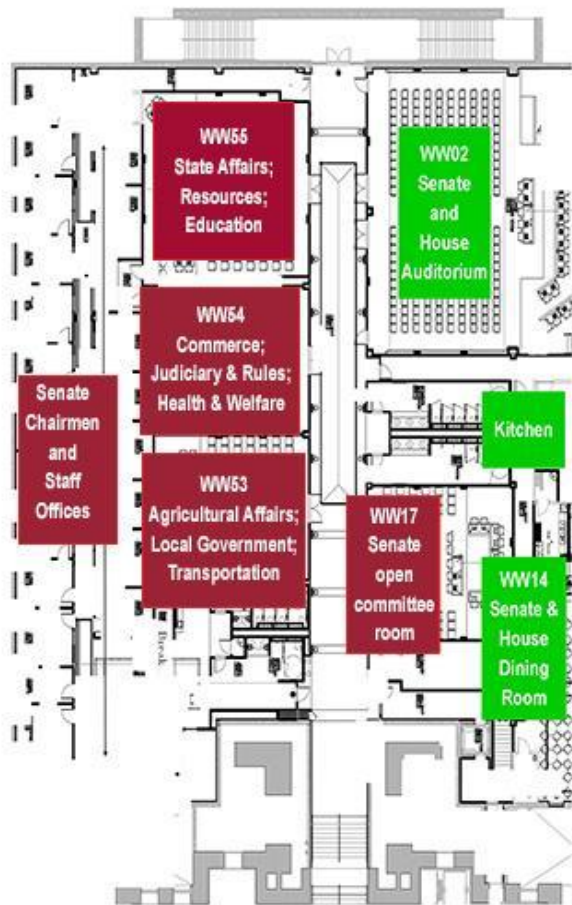 WW55
State Affairs;
Resources;
Education
WW02
Senate
and
House
Auditorium
WW54
Commerce;
Judiciary & Rules;
Health & Welfare
Senate
Chairmen
and
Staff
Offices
Kitchen
WW53
Agricultural Affairs;
Local Government;
Transportation
WW17
Senate
open
committee
room
WW14
Senate &
House
Dining
Room
Break